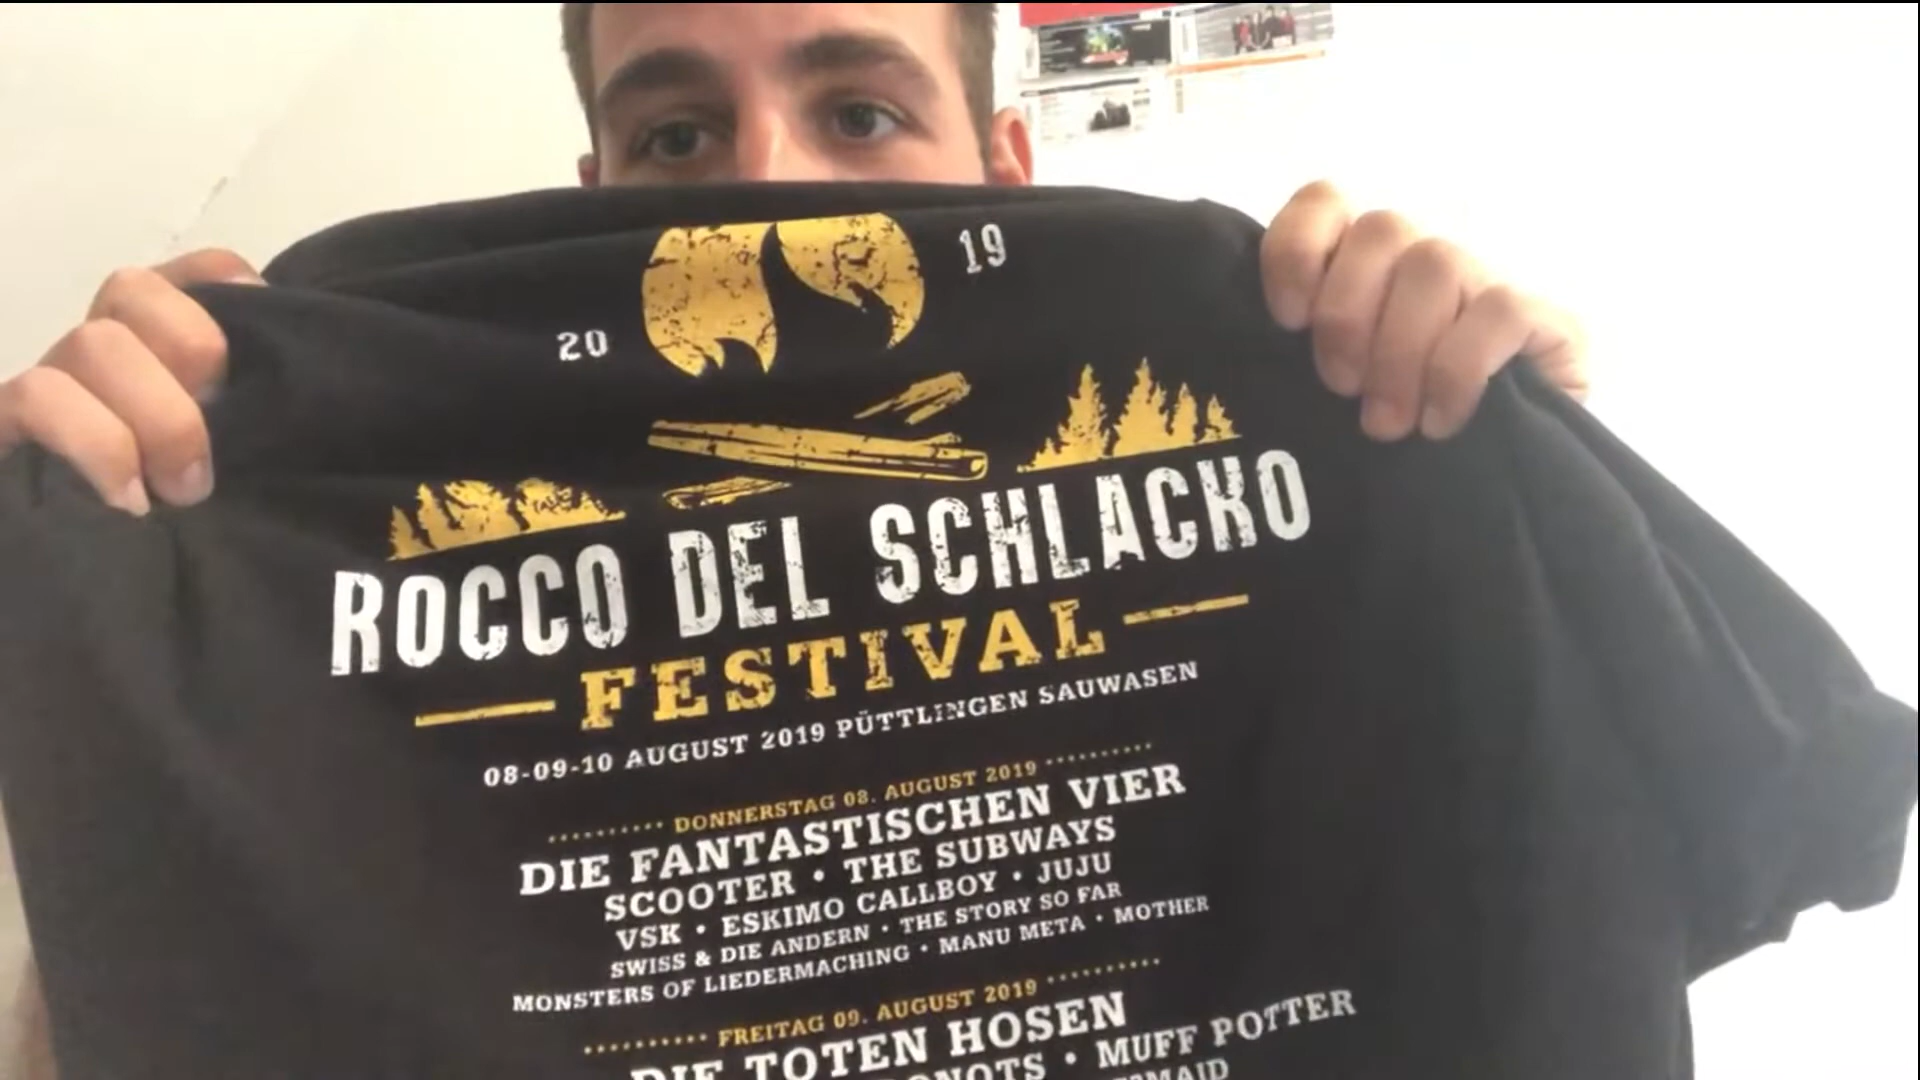 20 19
ROCCO DEL SCHLACKO
FESTIVAL
08-09-10 AUGUST 2019 PÜTTLINGEN SAUWASEN
DONNERSTAG 08. AUGUST 2019
DIE FANTASTISCHEN VIER
SCOOTER • THE SUBWAYS
VSK • ESKIMO CALLBOY • JUJU
SWISS & DIE ANDERN • THE STORY SO FAR
MONSTERS OF LIEDERMACHING • MANU META • MOTHER
FREITAG 09. AUGUST 2019
DIE TOTEN HOSEN
• MUFF POTTER